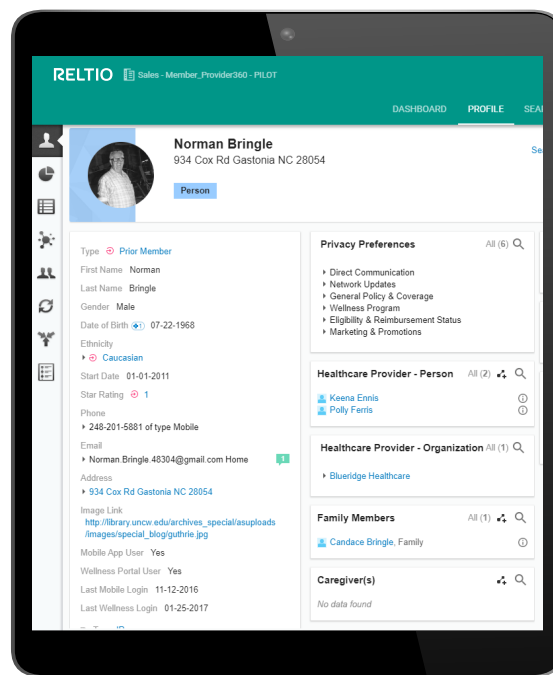 RELTIO Sales - Member_Provider360 - PILOT
DASHBOARD PROFILE
Norman Bringle
934 Cox Rd Gastonia NC 28054
Person
Type Prior Member
First Name Norman
Last Name Bringle
Gender Male
Date of Birth 07-22-1968
Ethnicity
Caucasian
Start Date 01-01-2011
Star Rating 1
Phone
248-201-5881 of type Mobile
Email
Norman.Bringle.48304@gmail.com Home 1
Address
934 Cox Rd Gastonia NC 28054
Image Link
http://library.uncw.edu/archives_special/asuploads
/images/special_blog/guthrie.jpg
Mobile App User Yes
Wellness Portal User Yes
Last Mobile Login 11-12-2016
Last Wellness Login 01-25-2017
Privacy Preferences All (6)
Direct Communication
Network Updates
General Policy & Coverage
Wellness Program
Eligibility & Reimbursement Status
Marketing & Promotions
Healthcare Provider - Person All (2)
Keena Ennis
Polly Ferris
Healthcare Provider - Organization All (1)
Blueridge Healthcare
Family Members All (1)
Candace Bringle, Family
Caregiver(s)
No data found